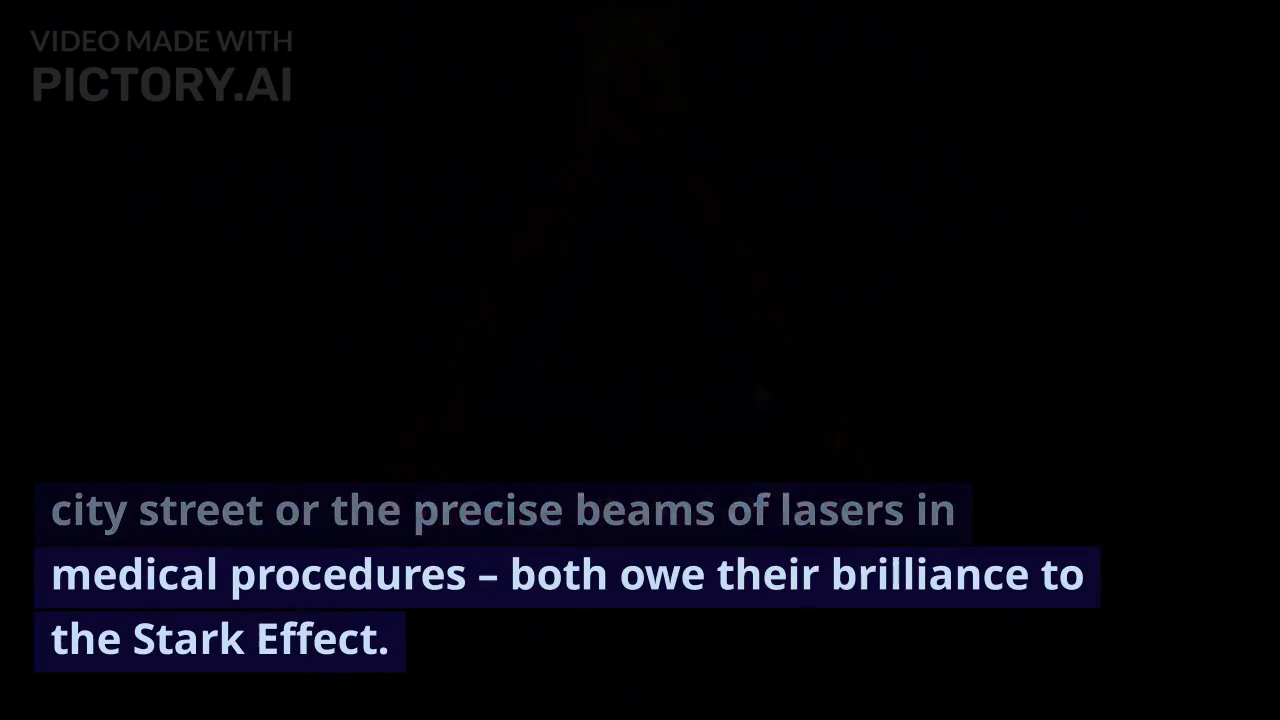 VIDEO MADE WITH
PICTORY.AI
city street or the precise beams of lasers in
medical procedures – both owe their brilliance to
the Stark Effect.